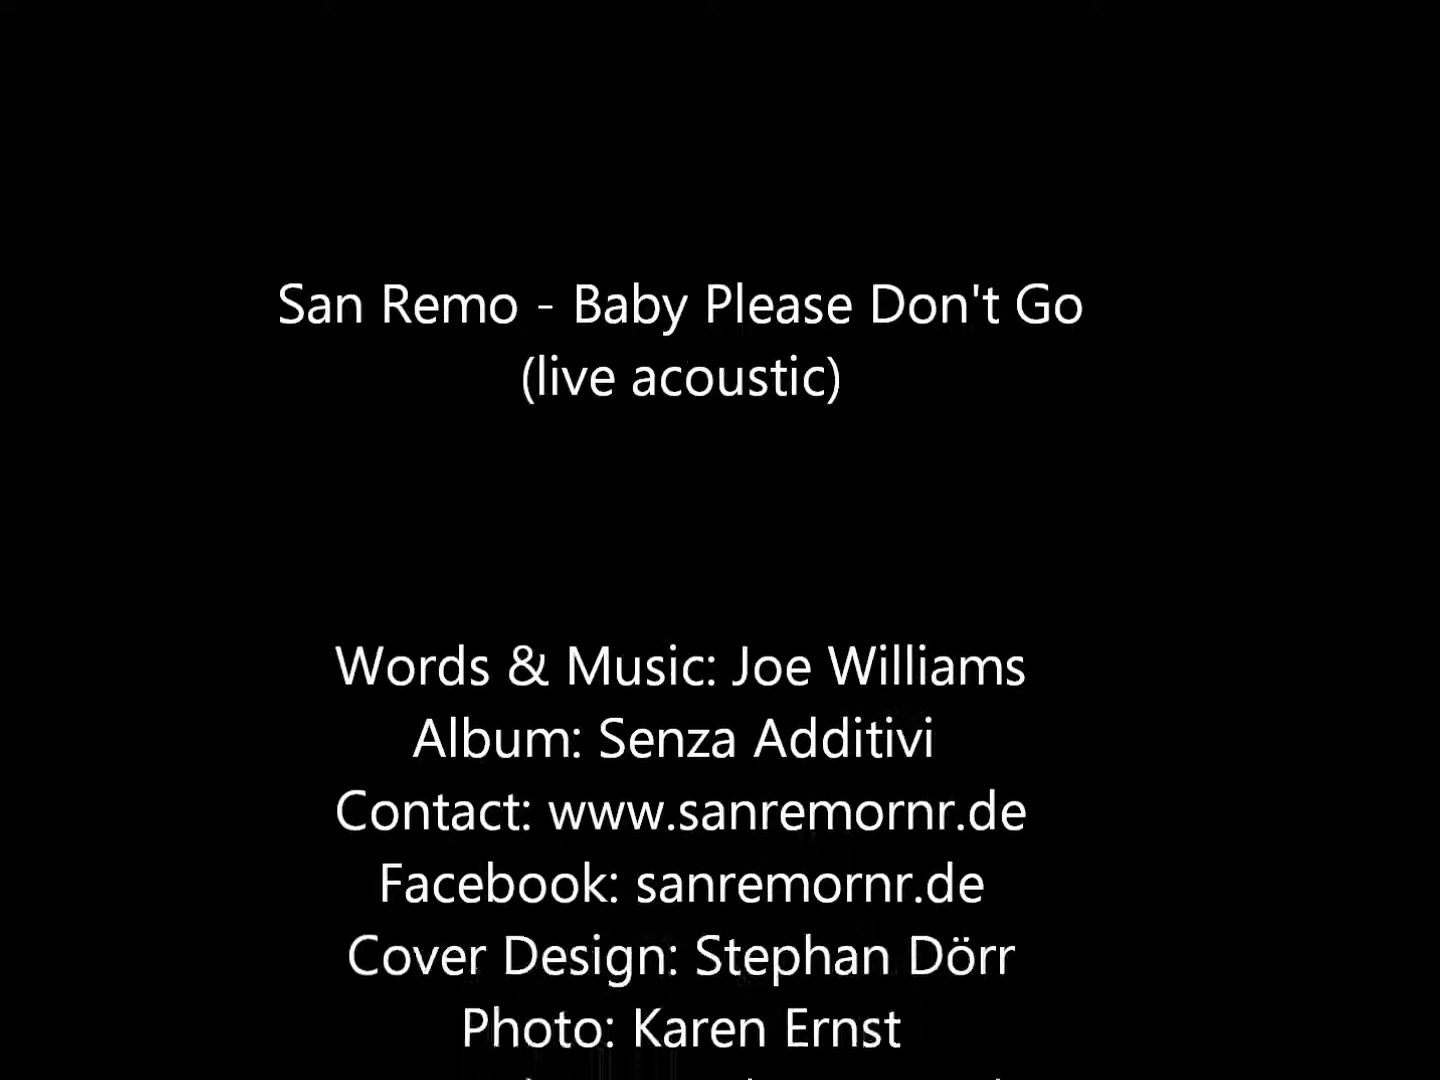 San Remo - Baby Please Don't Go
(live acoustic)
Words & Music: Joe Williams
Album: Senza Additivi
Contact: www.sanremornr.de
Facebook: sanremornr.de
Cover Design: Stephan Dörr
Photo: Karen Ernst